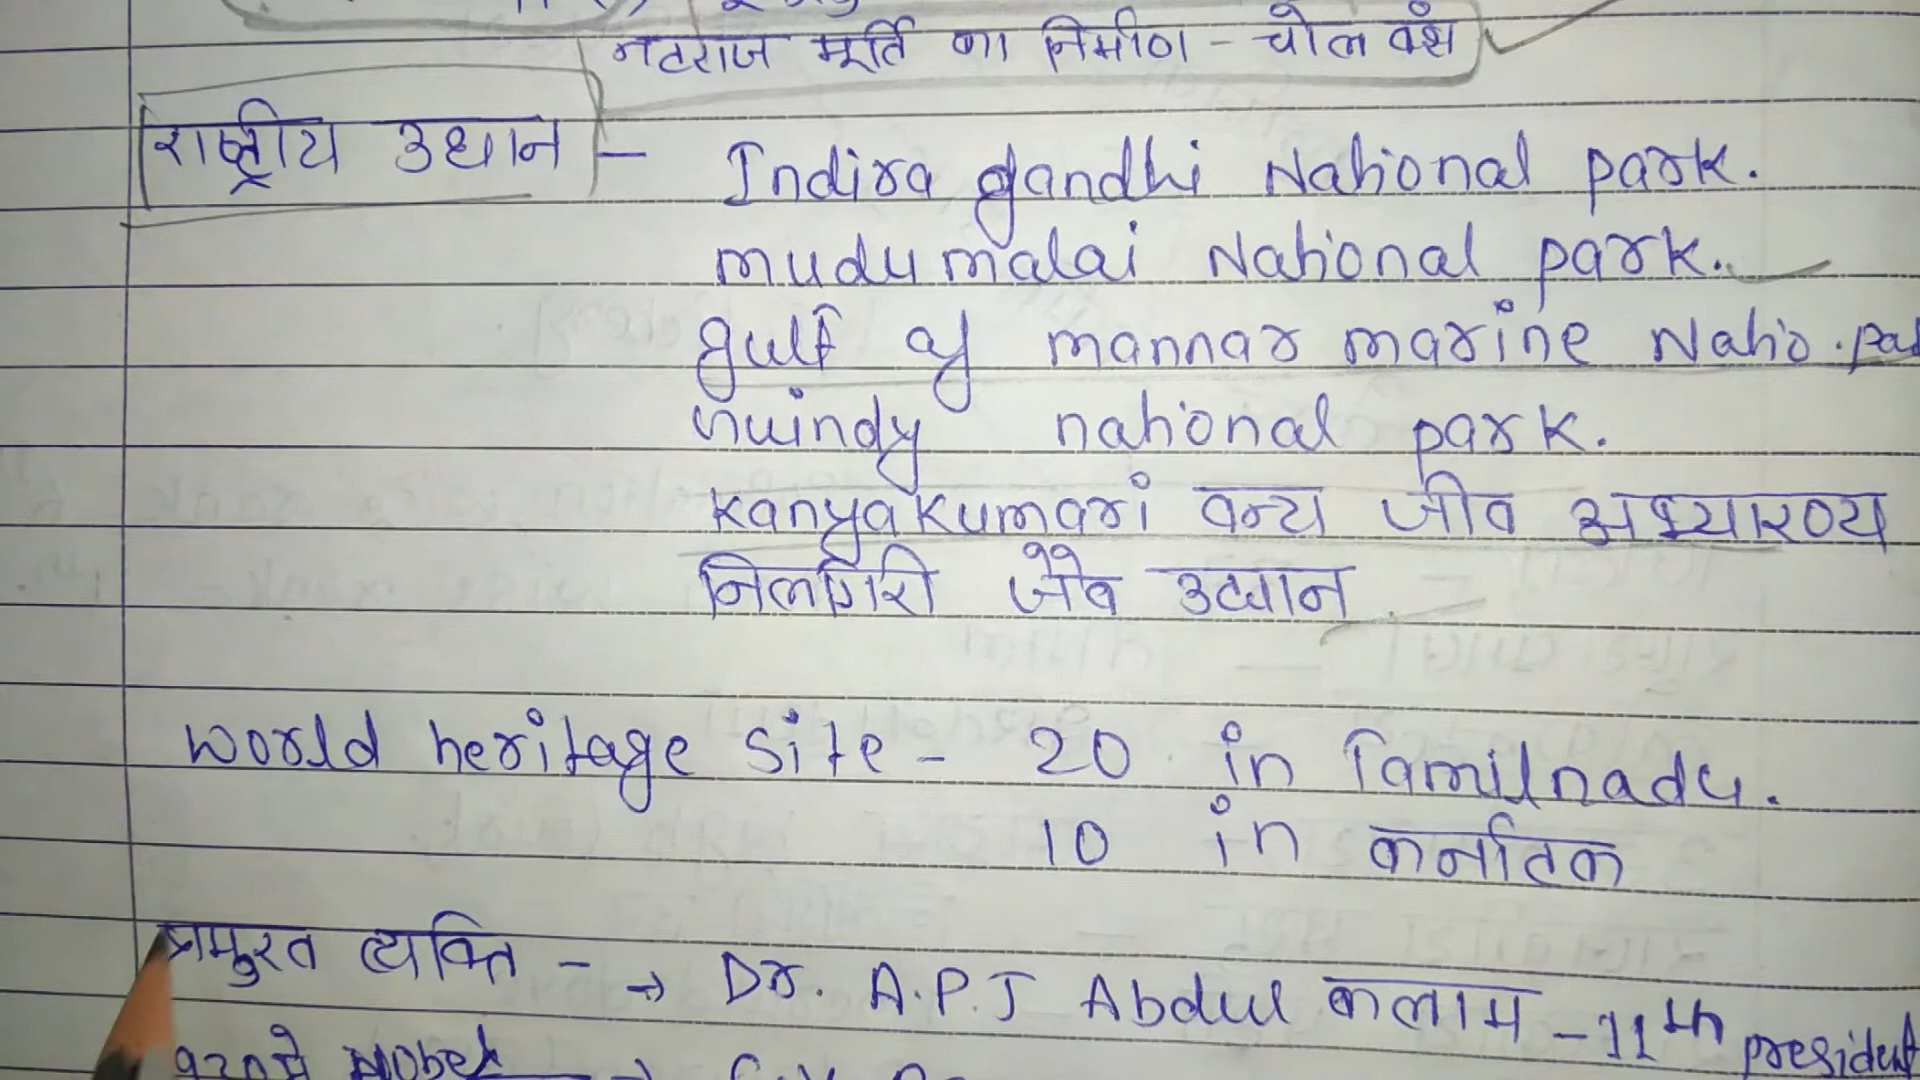 नटराज मूर्ति का निर्माण - चोल वंश
राष्ट्रीय उधान - Indira gandhi National park.
mudumalai National park.
gulf of mannar marine Natio. pa
Guindy national park.
Kanyakumari वन्य जीव अभ्यारण्य
निलगिरी जैव उद्यान
World heritage site - 20 in Tamilnadu.
10 in कर्नातिक
प्रमुख व्यक्ति - → Dr. A.P.J Abdul कलाम - 11th president
Nobel →